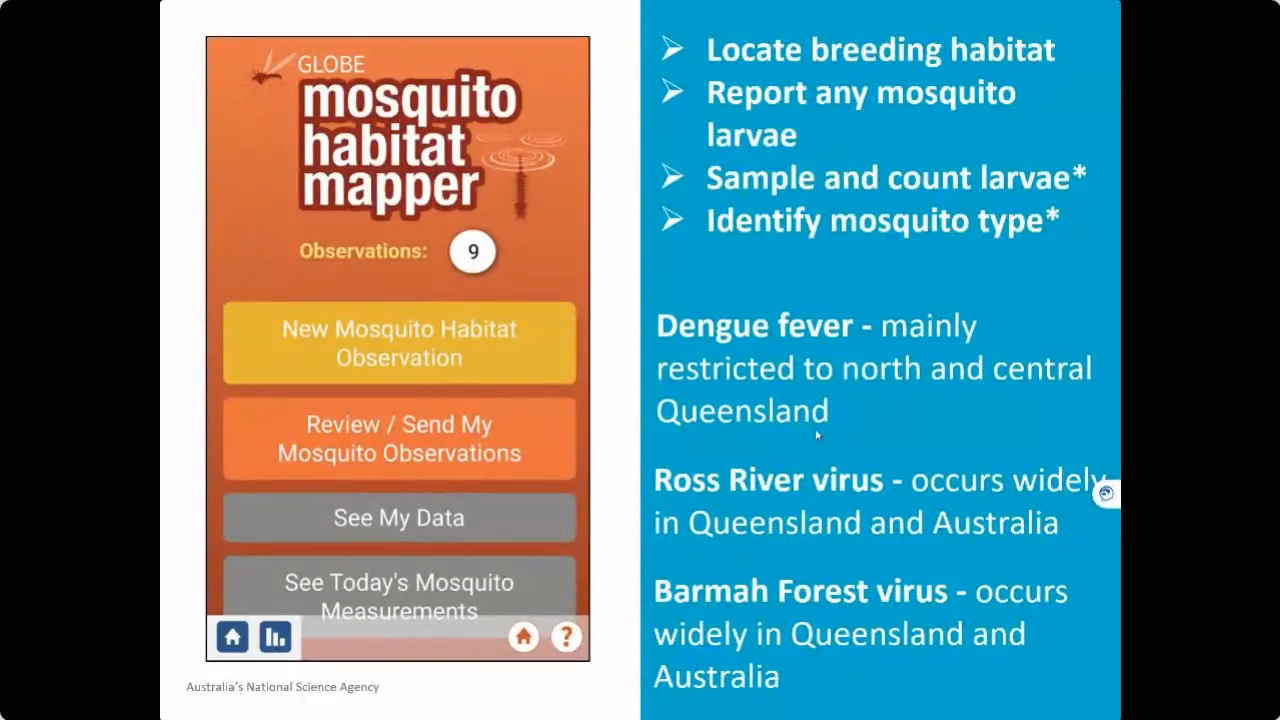 GLOBE
mosquito
habitat
mapper
Observations: 9
New Mosquito Habitat
Observation
Review / Send My
Mosquito Observations
See My Data
See Today's Mosquito
Measurements
?
Australia's National Science Agency
➢ Locate breeding habitat
➢ Report any mosquito
larvae
➢ Sample and count larvae*
➢ Identify mosquito type*
Dengue fever - mainly
restricted to north and central
Queensland
Ross River virus - occurs widely
in Queensland and Australia
Barmah Forest virus - occurs
widely in Queensland and
Australia